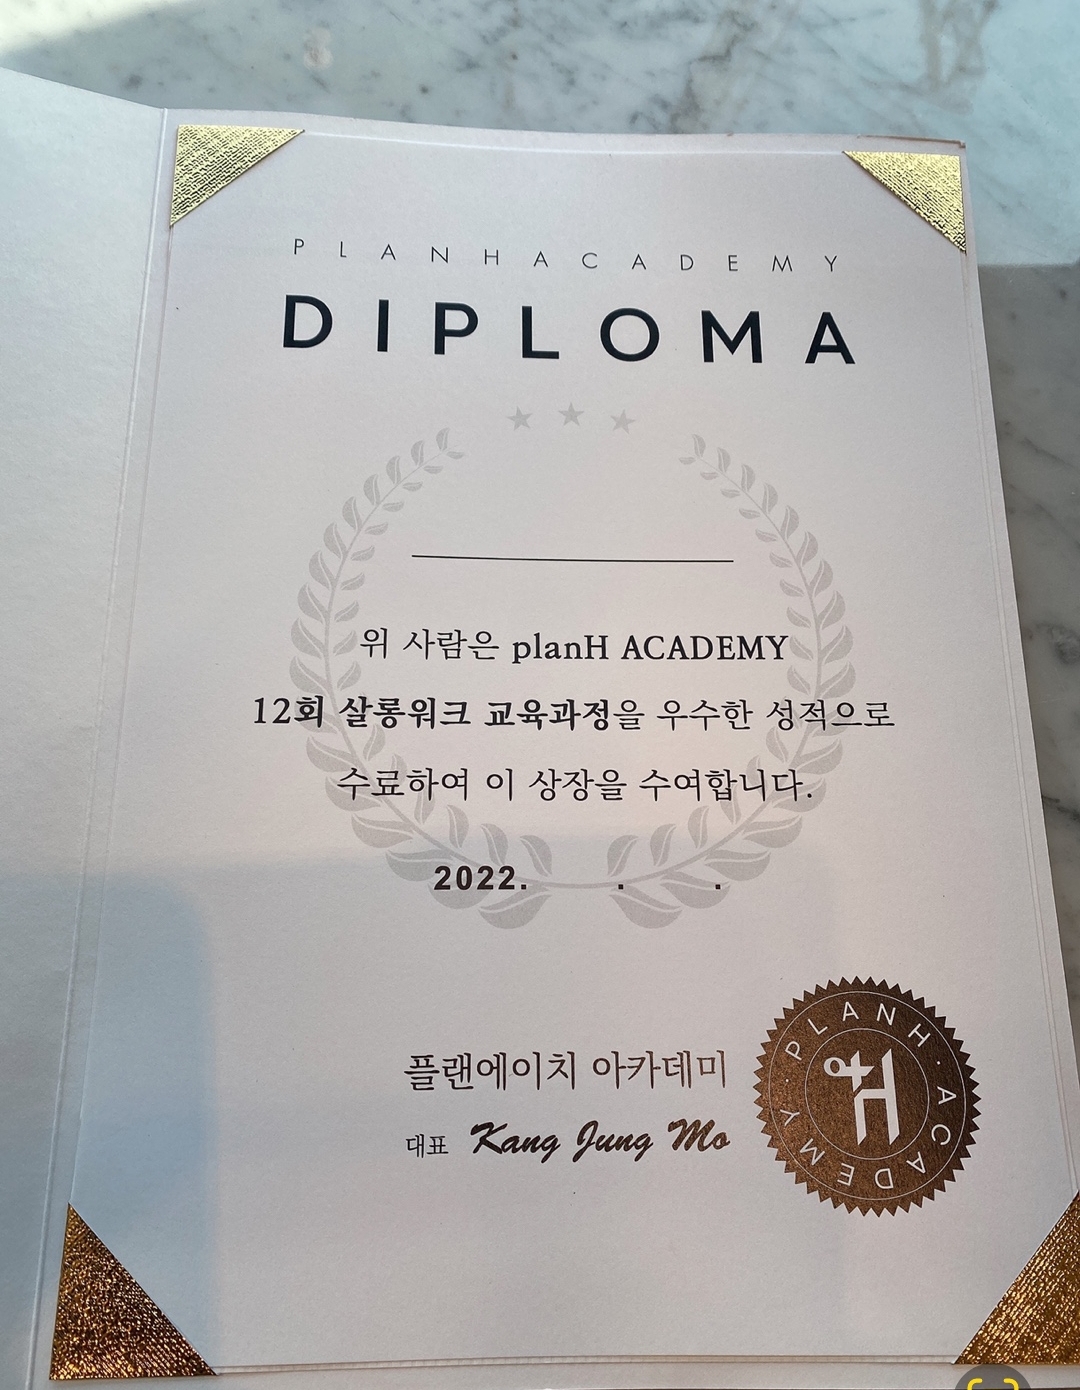 PLANHACADEMY
DIPLOMA
위 사람은 planH ACADEMY
12회 살롱워크 교육과정을 우수한 성적으로
수료하여 이 상장을 수여합니다.
2022. . .
플랜에이치 아카데미
대표 Kang Jung Mo
PLANH · ACADEMY ·
H